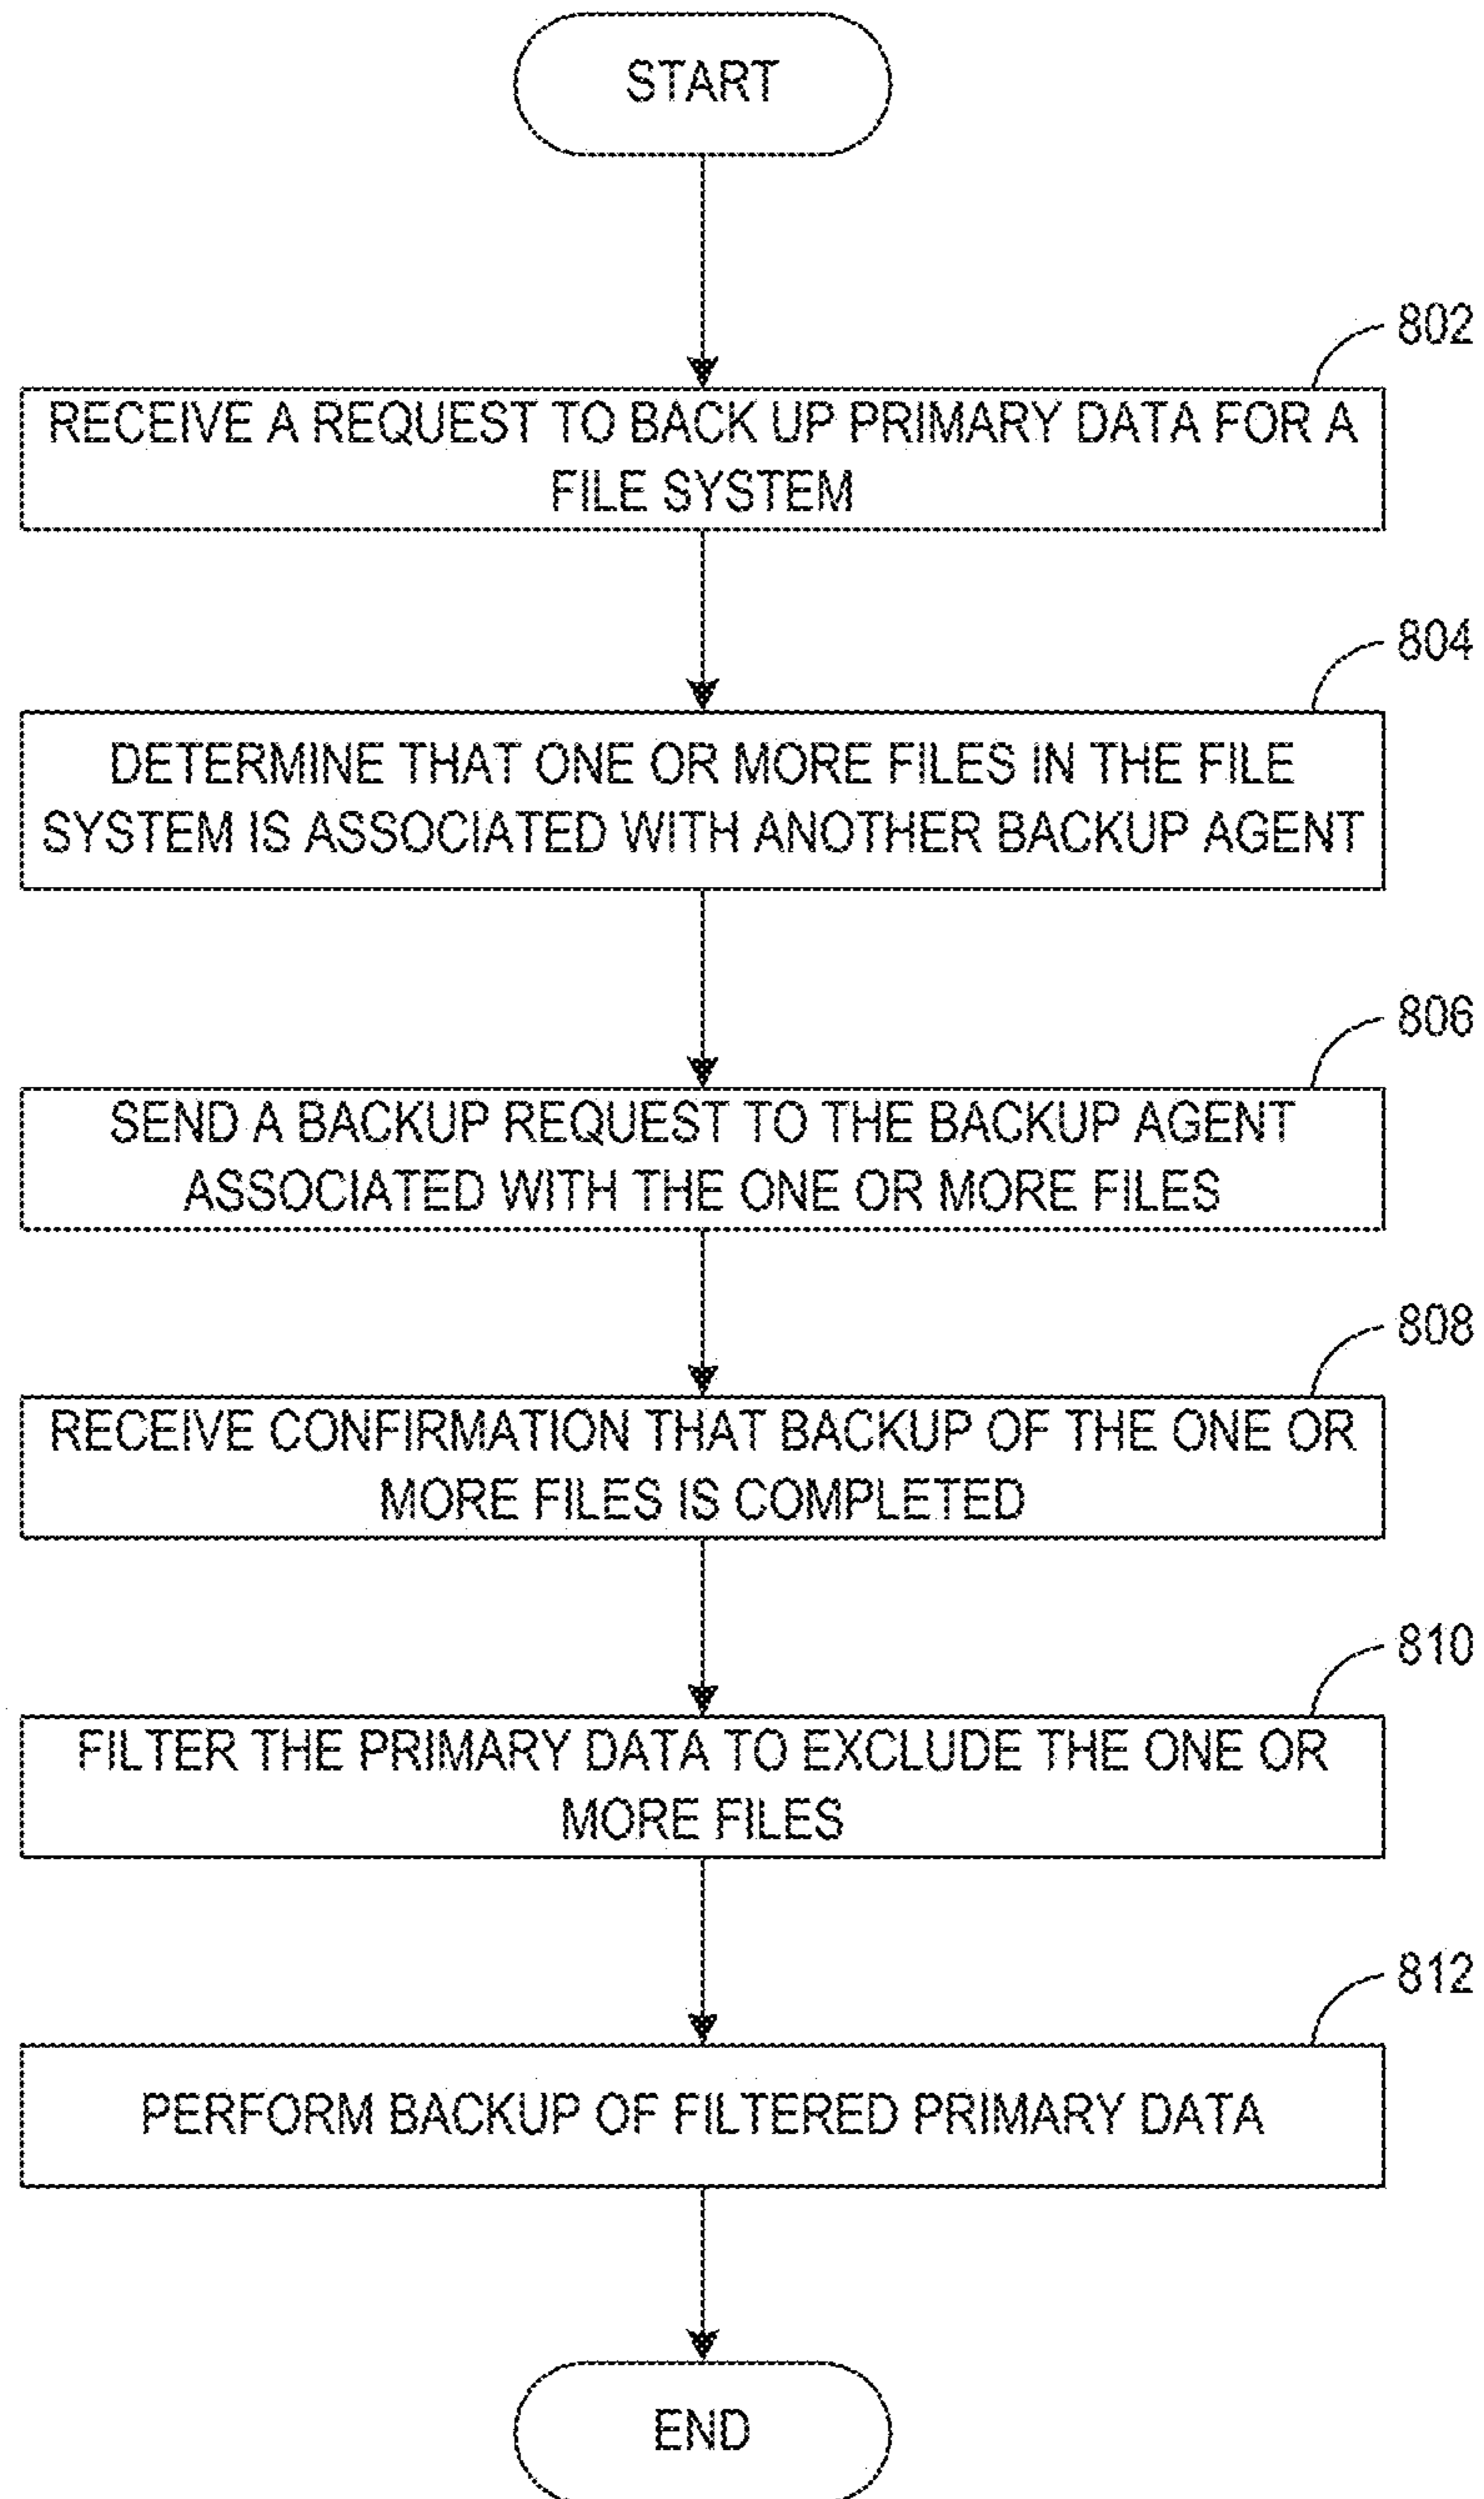 START
802
RECEIVE A REQUEST TO BACK UP PRIMARY DATA FOR A
FILE SYSTEM
804
DETERMINE THAT ONE OR MORE FILES IN THE FILE
SYSTEM IS ASSOCIATED WITH ANOTHER BACKUP AGENT
806
SEND A BACKUP REQUEST TO THE BACKUP AGENT
ASSOCIATED WITH THE ONE OR MORE FILES
808
RECEIVE CONFIRMATION THAT BACKUP OF THE ONE OR
MORE FILES IS COMPLETED
810
FILTER THE PRIMARY DATA TO EXCLUDE THE ONE OR
MORE FILES
812
PERFORM BACKUP OF FILTERED PRIMARY DATA
END